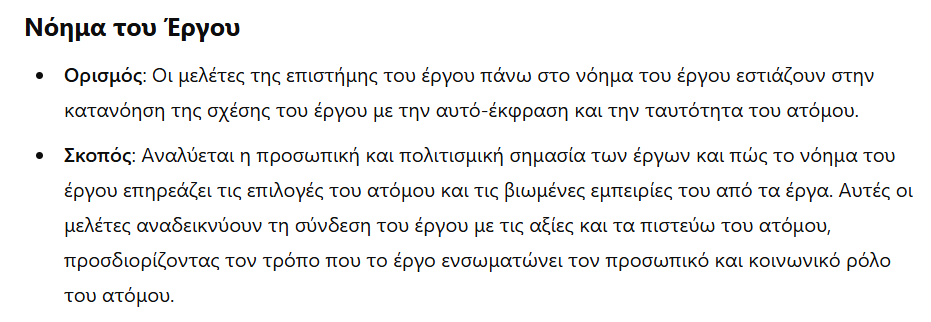 Νόημα του Έργου
• Ορισμός: Οι μελέτες της επιστήμης του έργου πάνω στο νόημα του έργου εστιάζουν στην
κατανόηση της σχέσης του έργου με την αυτό-έκφραση και την ταυτότητα του ατόμου.
• Σκοπός: Αναλύεται η προσωπική και πολιτισμική σημασία των έργων και πώς το νόημα του
έργου επηρεάζει τις επιλογές του ατόμου και τις βιωμένες εμπειρίες του από τα έργα. Αυτές οι
μελέτες αναδεικνύουν τη σύνδεση του έργου με τις αξίες και τα πιστεύω του ατόμου,
προσδιορίζοντας τον τρόπο που το έργο ενσωματώνει τον προσωπικό και κοινωνικό ρόλο
του ατόμου.